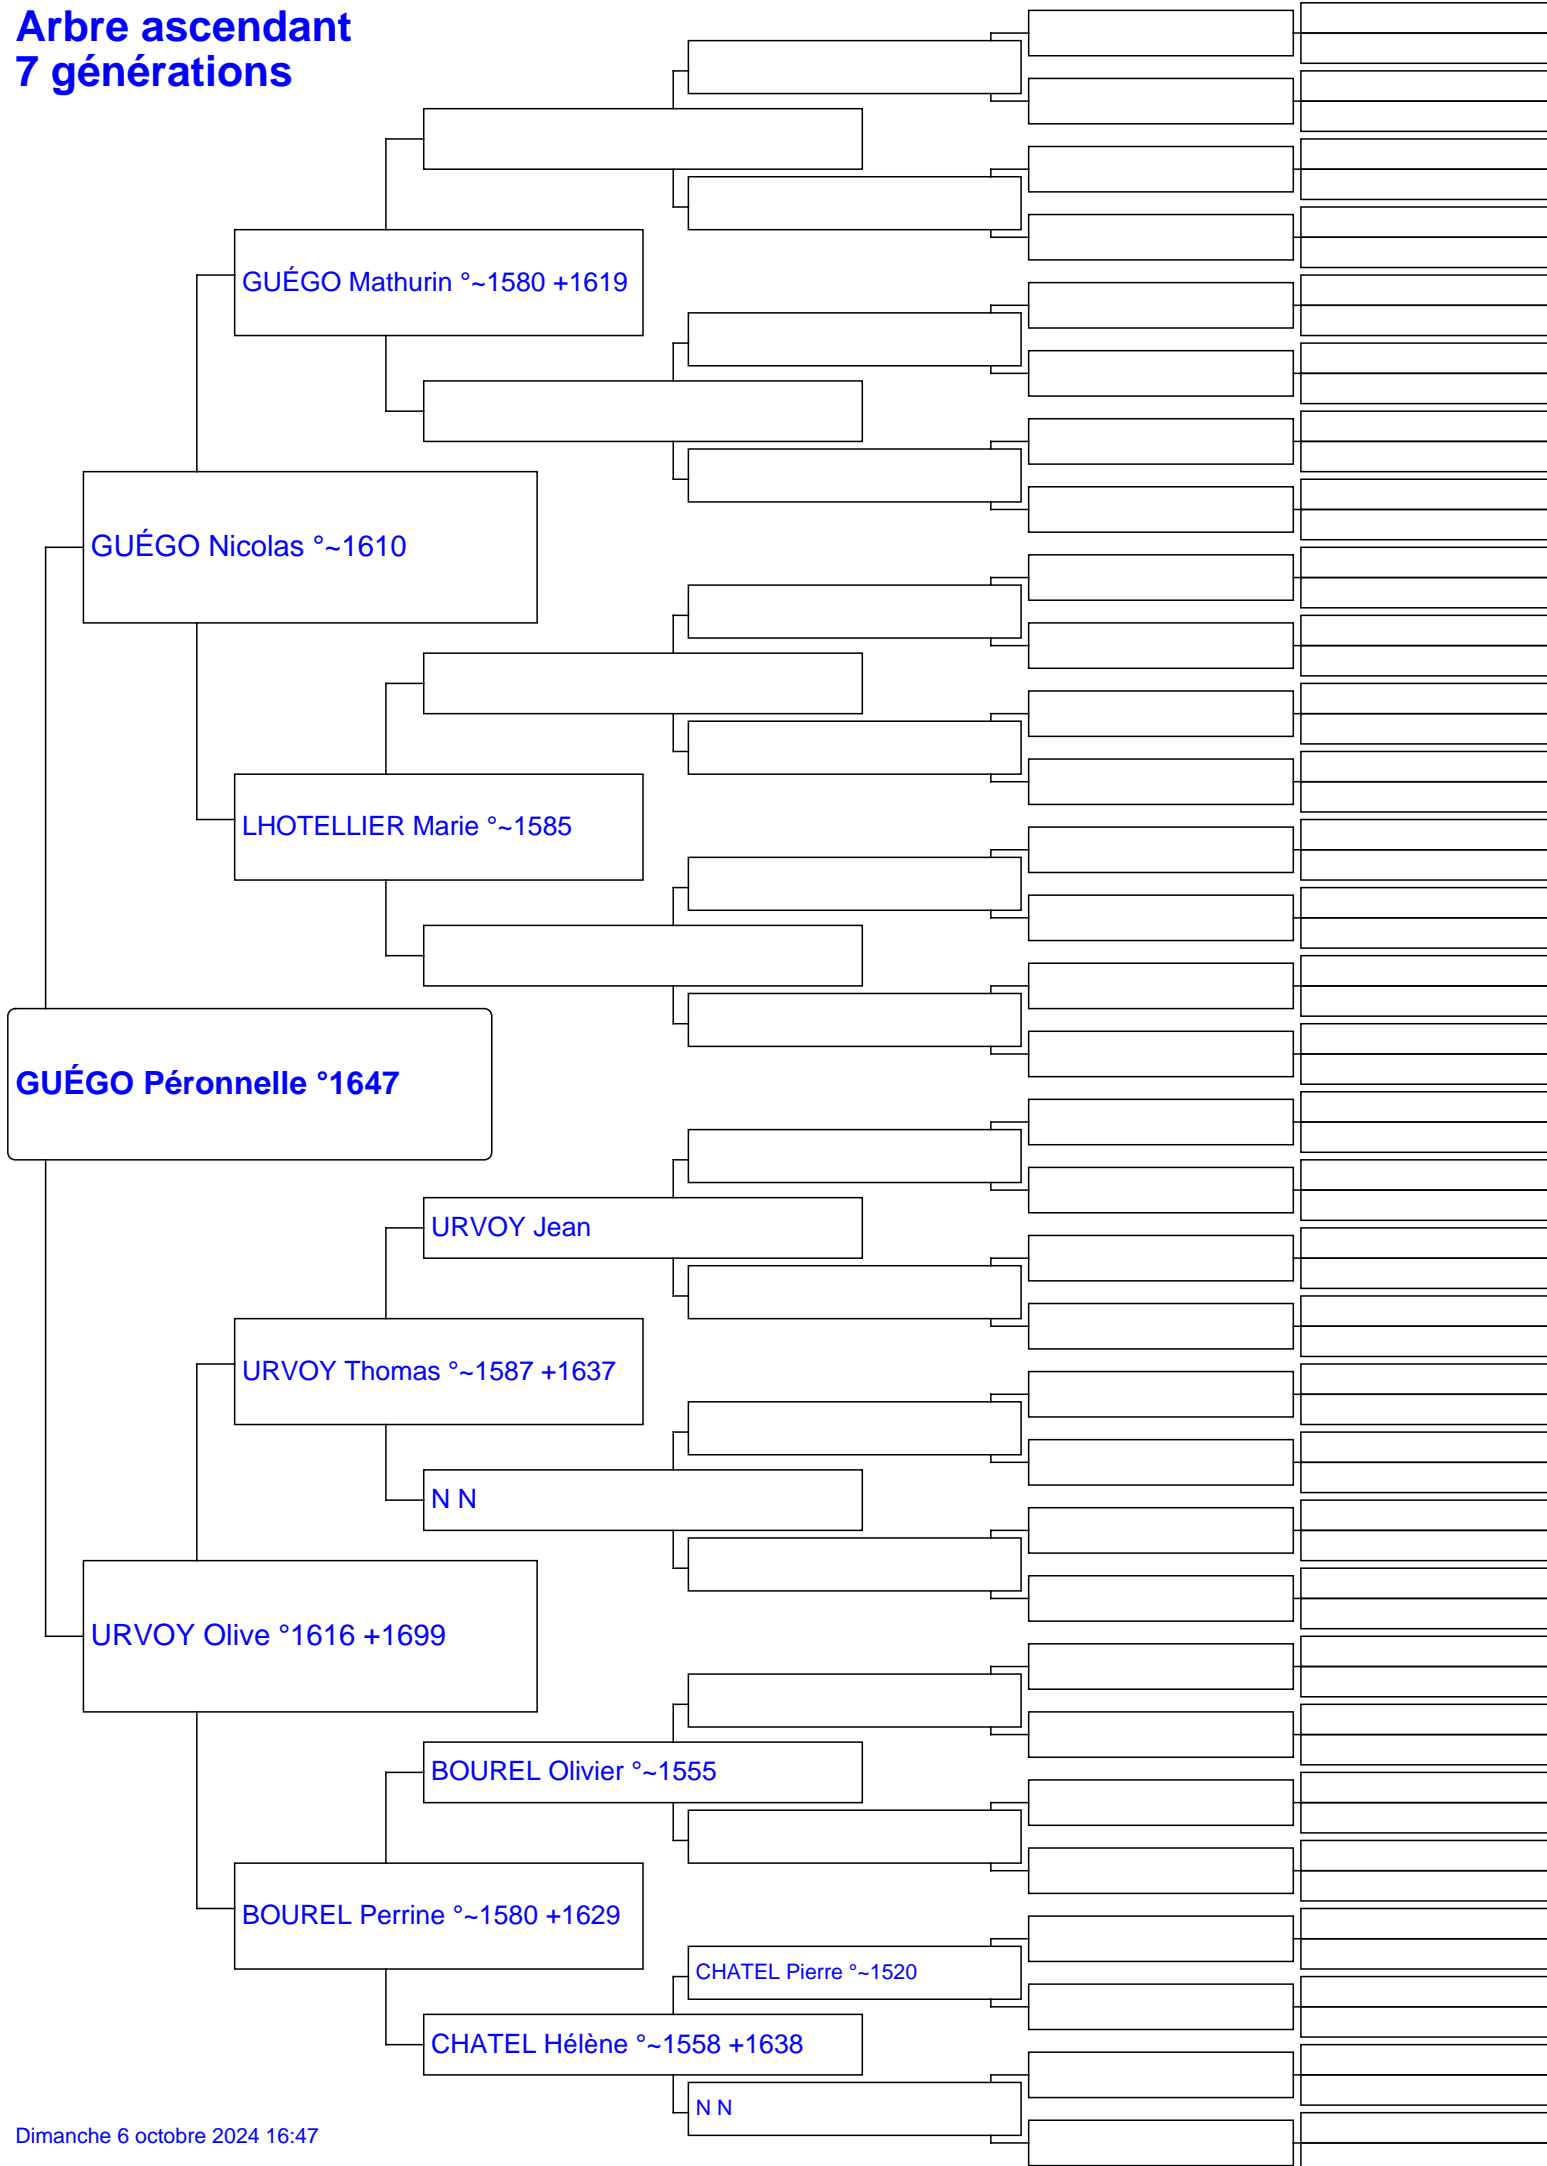 Arbre ascendant
7 générations
GUÉGO Mathurin °~1580 +1619
GUÉGO Nicolas °~1610
LHOTELLIER Marie °~1585
GUÉGO Péronnelle °1647
URVOY Jean
URVOY Thomas °~1587 +1637
N N
URVOY Olive °1616 +1699
BOUREL Olivier °~1555
BOUREL Perrine °~1580 +1629
CHATEL Pierre °~1520
CHATEL Hélène °~1558 +1638
N N
Dimanche 6 octobre 2024 16:47